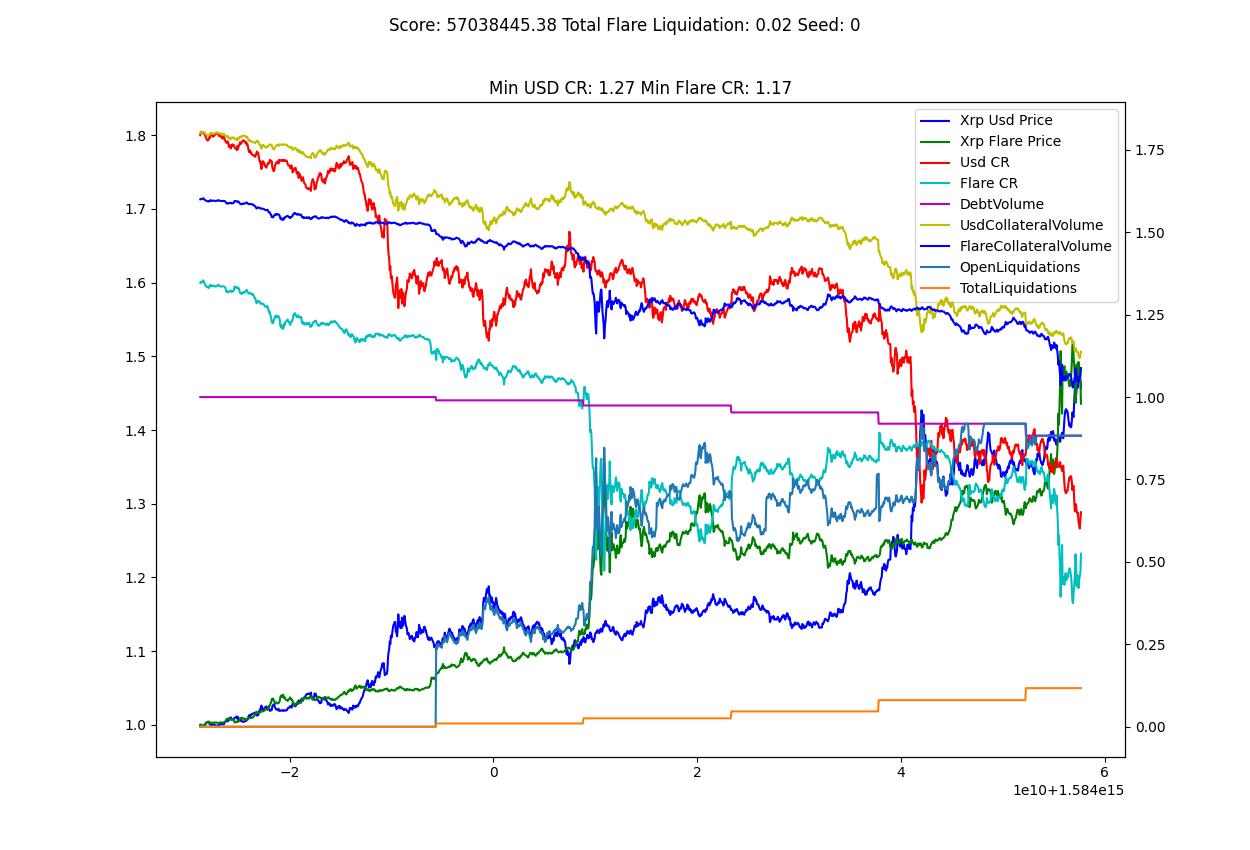 Score: 57038445.38 Total Flare Liquidation: 0.02 Seed: 0
Min USD CR: 1.27 Min Flare CR: 1.17
Xrp Usd Price
Xrp Flare Price
Usd CR
Flare CR
DebtVolume
UsdCollateralVolume
FlareCollateralVolume
OpenLiquidations
TotalLiquidations
1.8
1.7
1.6
1.5
1.4
1.3
1.2
1.1
1.0
1.75
1.50
1.25
1.00
0.75
0.50
0.25
0.00
−2
0
2
4
6
1e10+1.584e15